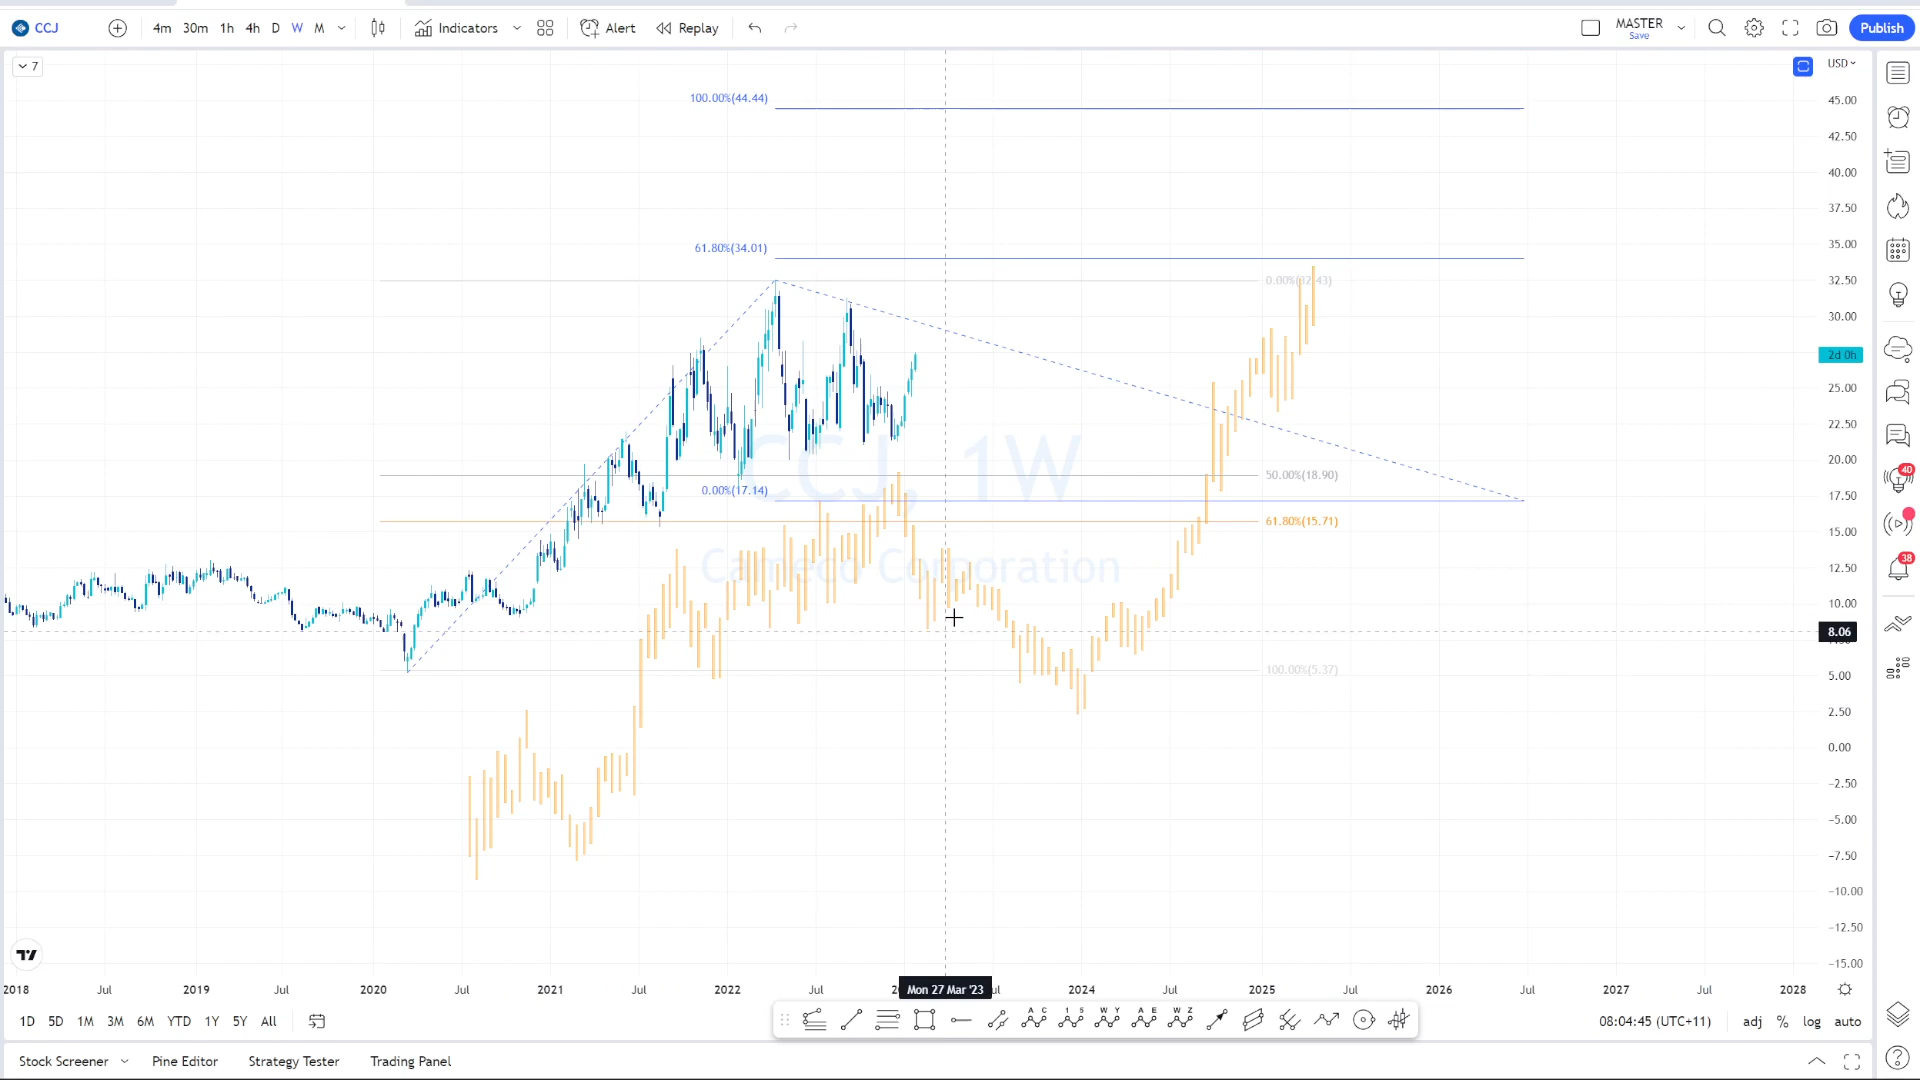 CCJ
4m 30m 1h 4h D W M
Indicators
Alert
Replay
MASTER
Save
Publish
7
USD
100.00%(44.44)
61.80%(34.01)
0.00%(32.43)
50.00%(18.90)
0.00%(17.14)
61.80%(15.71)
100.00%(5.37)
CCJ, 1W
Cameco Corporation
45.00
42.50
40.00
37.50
35.00
32.50
30.00
2d 0h
25.00
22.50
20.00
17.50
15.00
12.50
10.00
8.06
5.00
2.50
0.00
−2.50
−5.00
−7.50
−10.00
−12.50
−15.00
40
38
2018 Jul 2019 Jul 2020 Jul 2021 Jul 2022 Jul Mon 27 Mar '23 2024 Jul 2025 Jul 2026 Jul 2027 Jul 2028
1D 5D 1M 3M 6M YTD 1Y 5Y All
A C
1 5
W Y
A E
W Z
08:04:45 (UTC+11)
adj % log auto
Stock Screener Pine Editor Strategy Tester Trading Panel